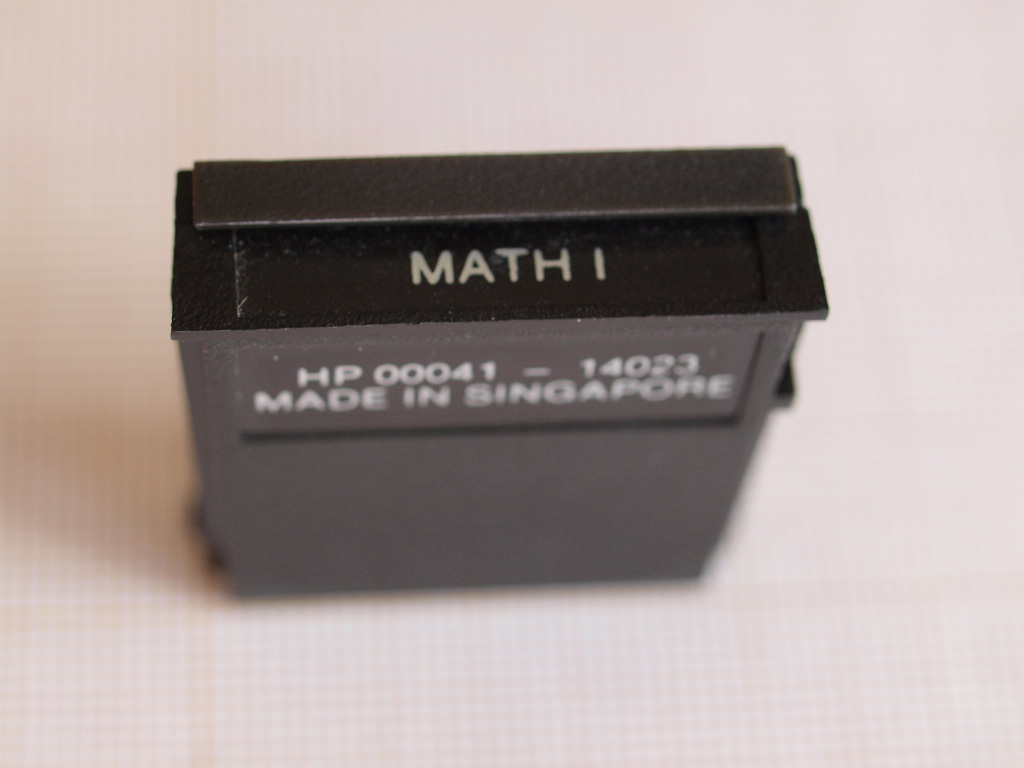 MATH I
HP 00041 - 14023
MADE IN SINGAPORE